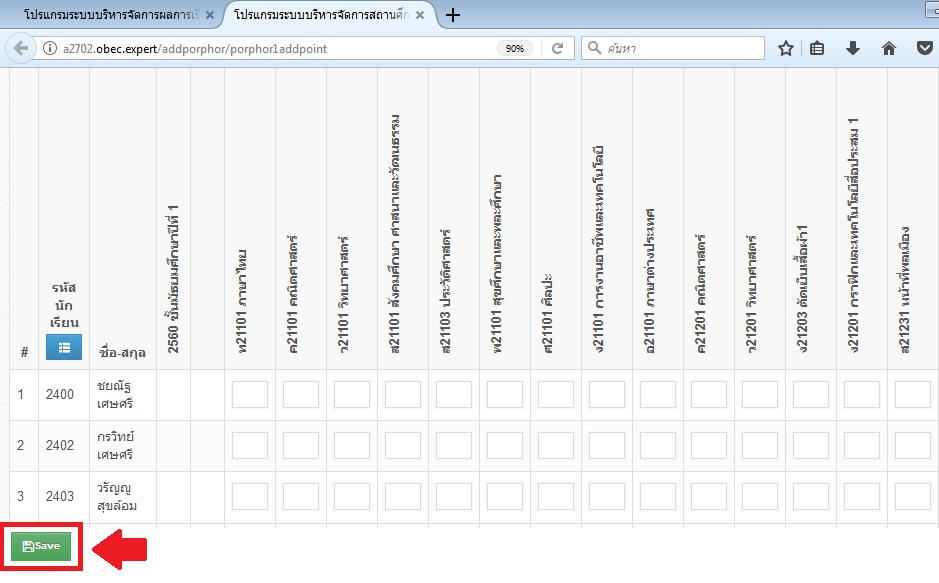 โปรแกรมระบบบริหารจัดการผลการเรี
โปรแกรมระบบบริหารจัดการสถานศึก
a2702.obec.expert/addporphor/porphor1addpoint
90%
ค้นหา
#
รหัส
นัก
เรียน
ชื่อ-สกุล
2560 ชั้นมัธยมศึกษาปีที่ 1
ท21101 ภาษาไทย
ค21101 คณิตศาสตร์
ว21101 วิทยาศาสตร์
ส21101 สังคมศึกษา ศาสนาและวัฒนธรรม
ส21103 ประวัติศาสตร์
พ21101 สุขศึกษาและพละศึกษา
ศ21101 ศิลปะ
ง21101 การงานอาชีพและเทคโนโลยี
อ21101 ภาษาต่างประเทศ
ค21201 คณิตศาสตร์
ว21201 วิทยาศาสตร์
ง21203 ตัดเย็บเสื้อผ้า1
ง21201 กราฟิกและเทคโนโลยีสื่อประสม 1
ส21231 หน้าที่พลเมือง
1 2400 ชยณัฐ
เศษศรี
2 2402 กรวิทย์
เศษศรี
3 2403 วรัญญู
สุขล้อม
Save